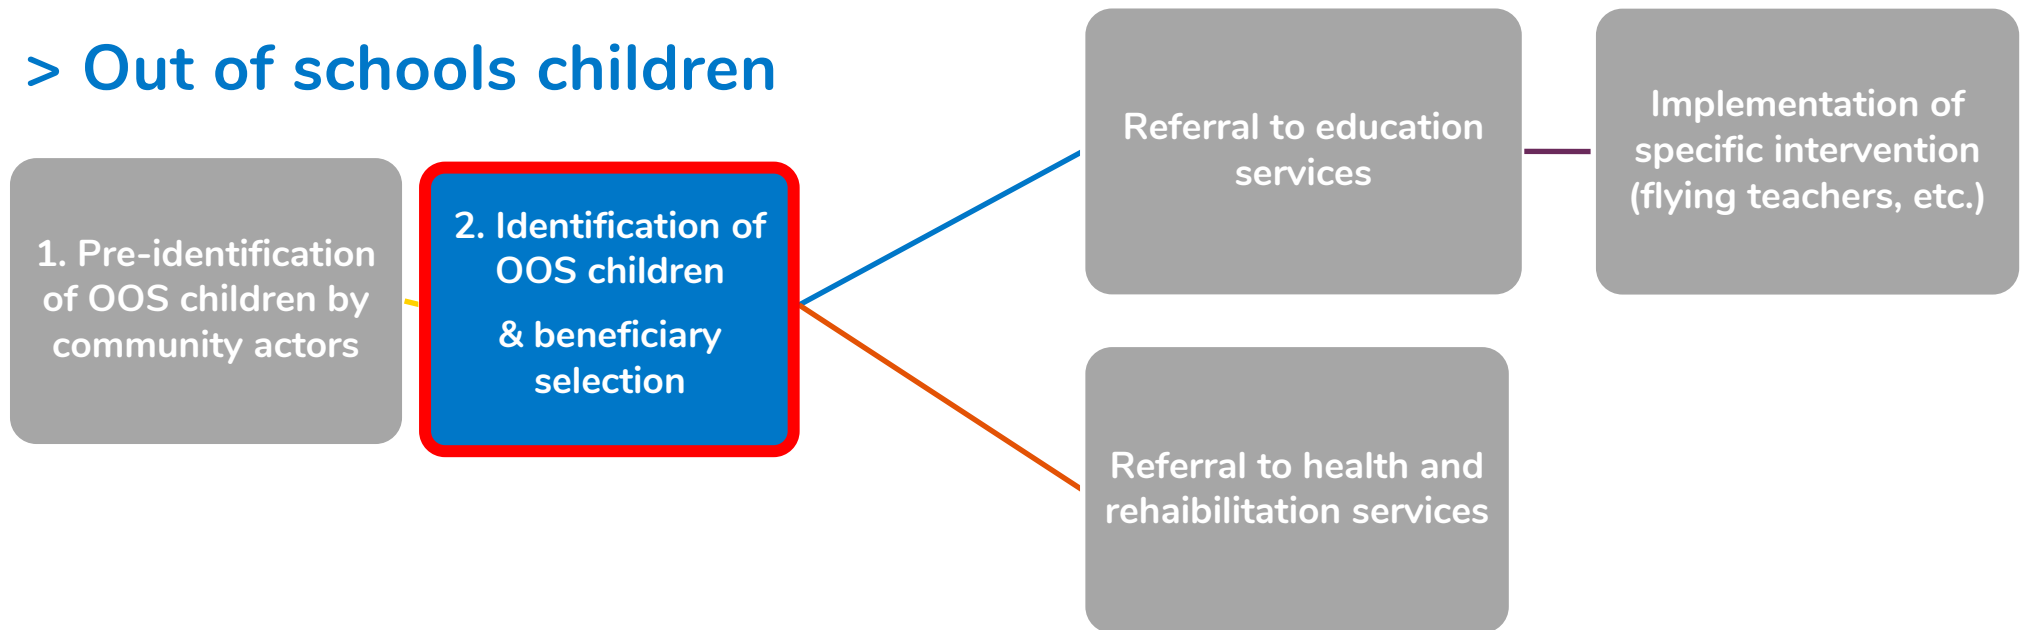 > Out of schools children
1. Pre-identification
of OOS children by
community actors
2. Identification of
OOS children
& beneficiary
selection
Referral to education
services
Implementation of
specific intervention
(flying teachers, etc.)
Referral to health and
rehaibilitation services